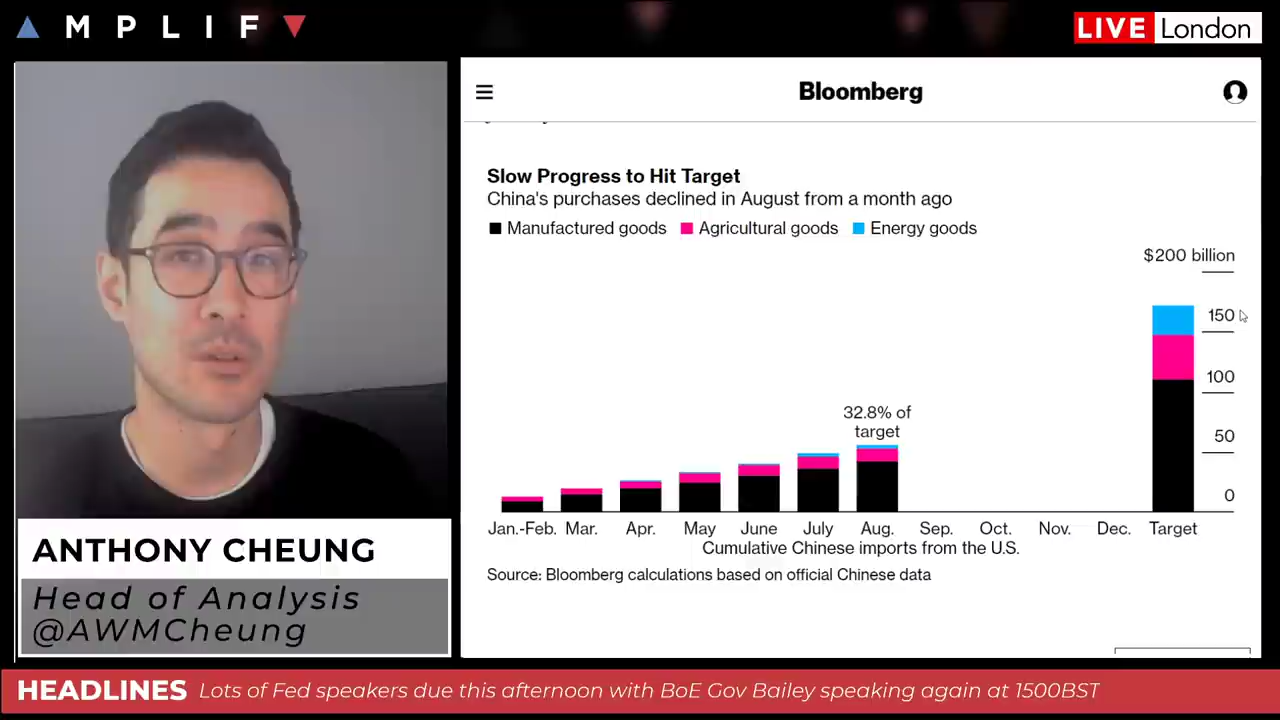 MPLIF
LIVE London
Bloomberg
Slow Progress to Hit Target
China's purchases declined in August from a month ago
Manufactured goods Agricultural goods Energy goods
$200 billion
150
100
50
0
32.8% of
target
Jan.-Feb. Mar. Apr. May June July Aug. Sep. Oct. Nov. Dec. Target
Cumulative Chinese imports from the U.S.
Source: Bloomberg calculations based on official Chinese data
ANTHONY CHEUNG
Head of Analysis
@AWMCheung
HEADLINES Lots of Fed speakers due this afternoon with BoE Gov Bailey speaking again at 1500BST